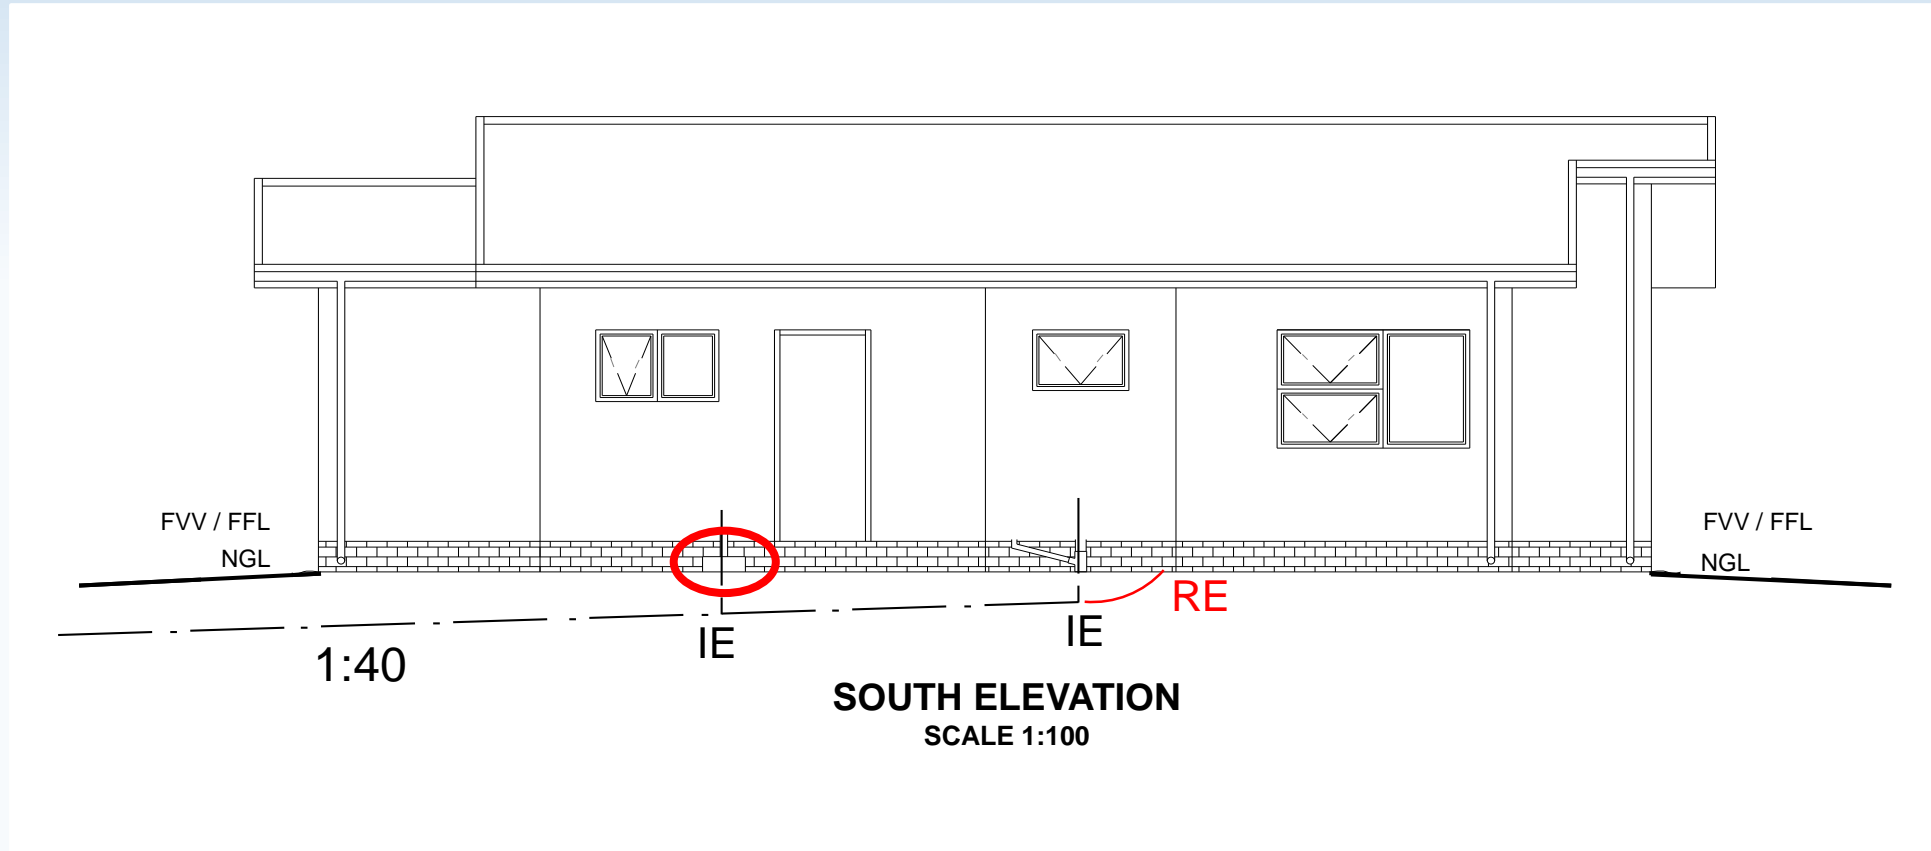 FVV / FFL
NGL
FVV / FFL
NGL
RE
IE
IE
1:40
SOUTH ELEVATION
SCALE 1:100